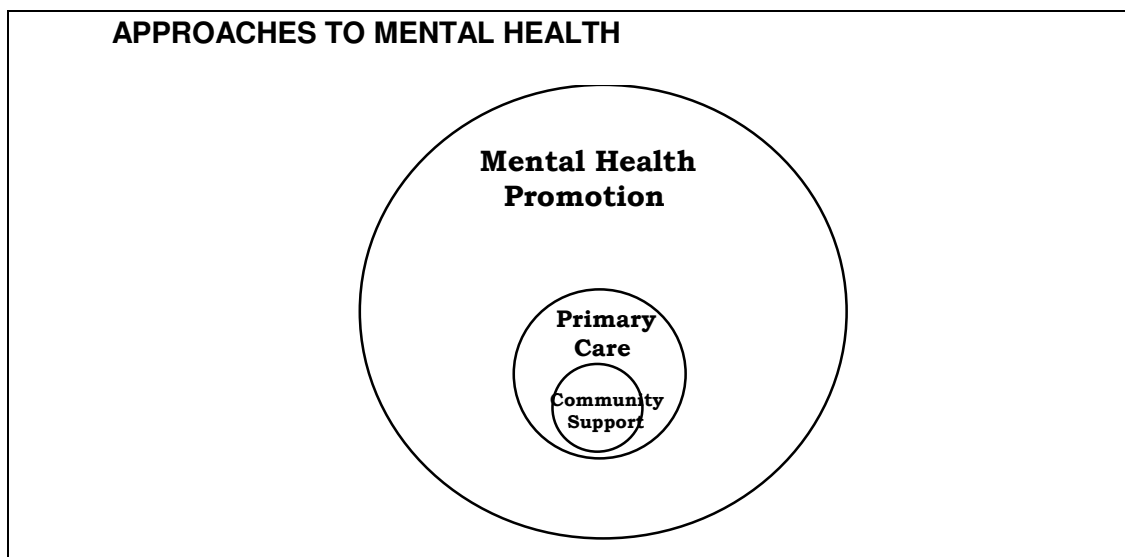 APPROACHES TO MENTAL HEALTH
Mental Health
Promotion
Primary
Care
Community
Support